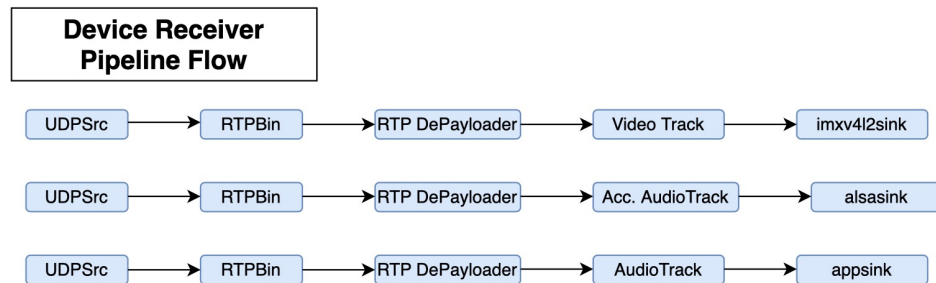 Device Receiver
Pipeline Flow
UDPSrc RTPBin RTP DePayloader Video Track imxv4l2sink
UDPSrc RTPBin RTP DePayloader Acc. AudioTrack alsasink
UDPSrc RTPBin RTP DePayloader AudioTrack appsink